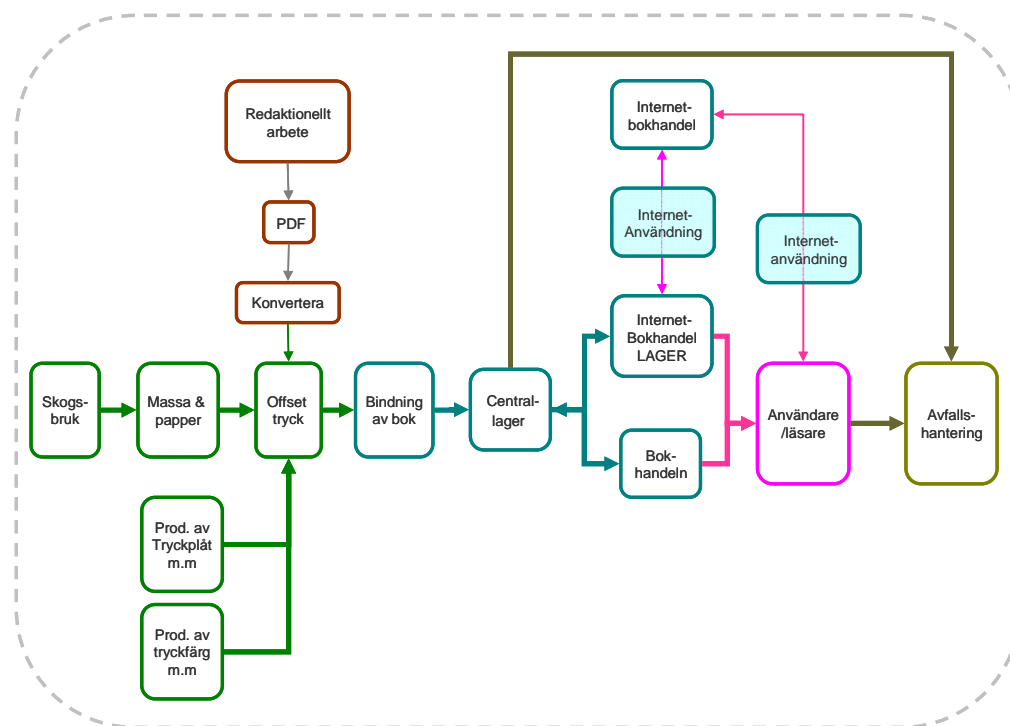 Redaktionellt
arbete
PDF
Konvertera
Internet-
bokhandel
Internet-
Användning
Internet-
användning
Internet-
Bokhandel
LAGER
Skogs-
bruk
Massa &
papper
Offset
tryck
Bindning
av bok
Central-
lager
Bok-
handeln
Användare
/läsare
Avfalls-
hantering
Prod. av
Tryckplåt
m.m
Prod. av
tryckfärg
m.m